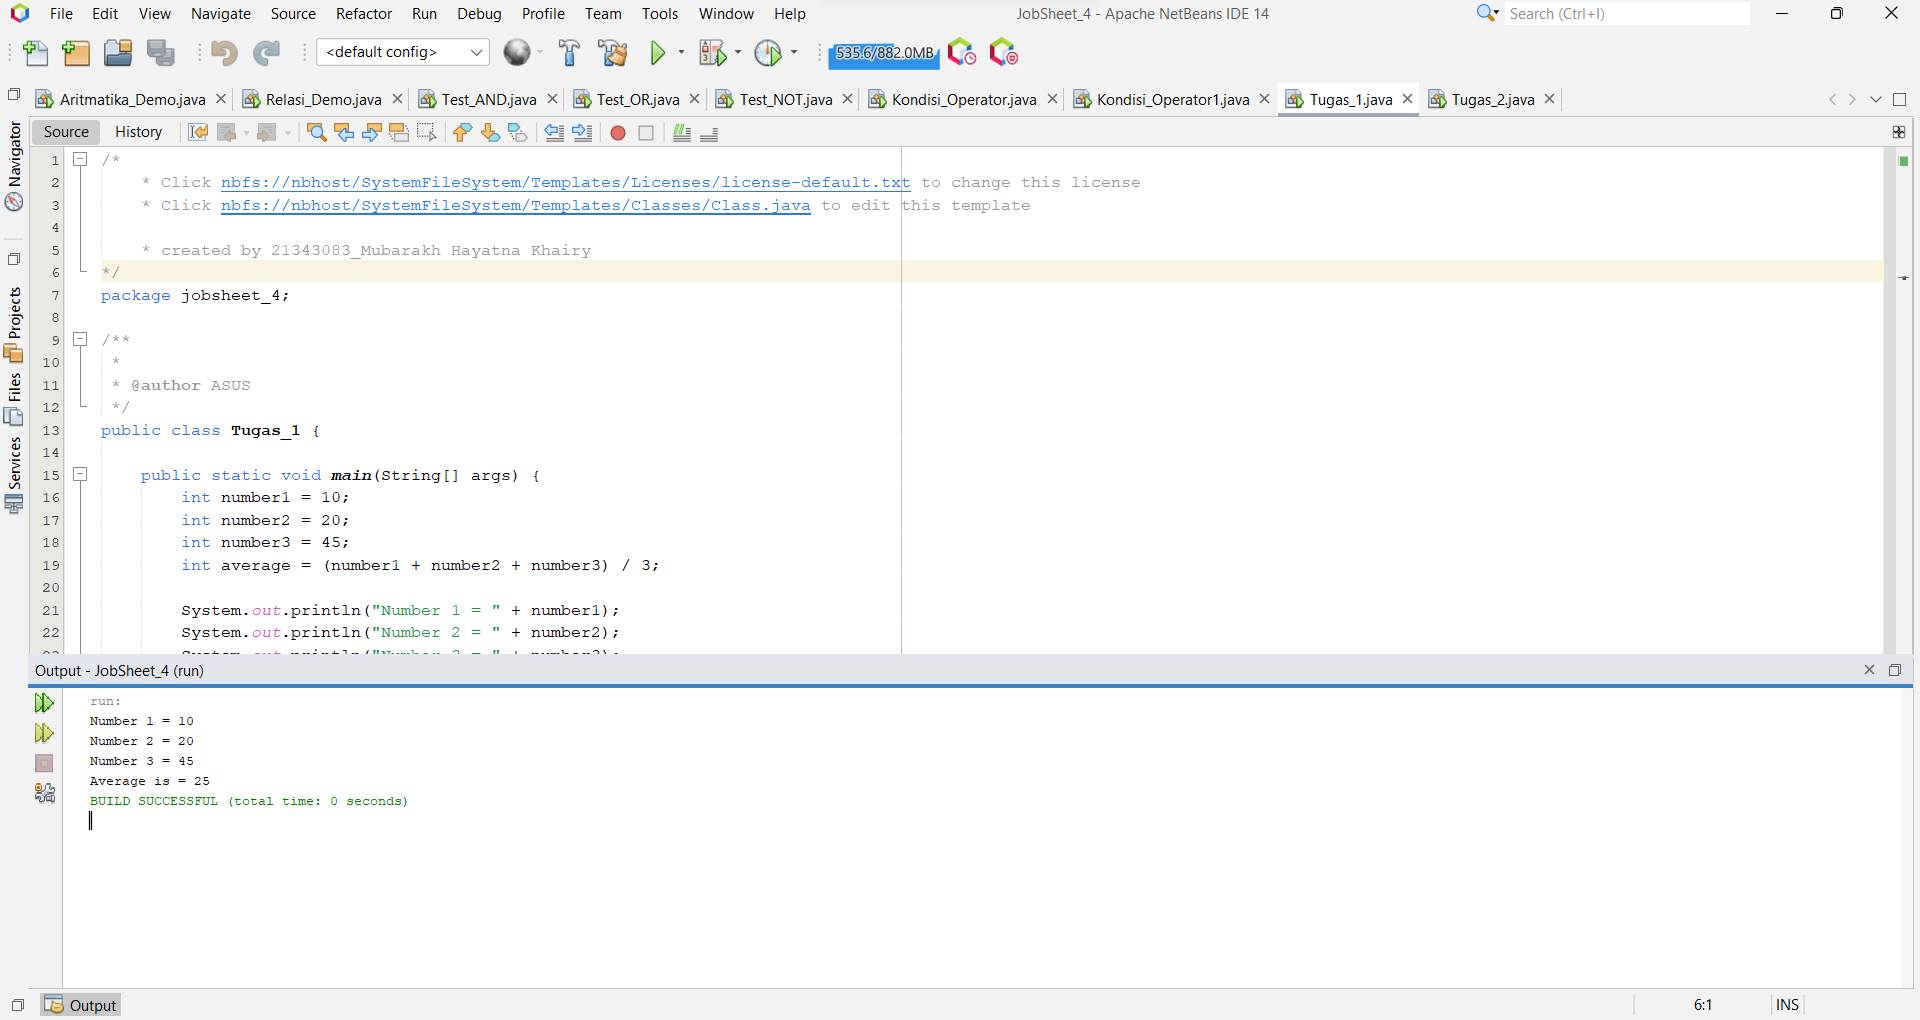 File Edit View Navigate Source Refactor Run Debug Profile Team Tools Window Help JobSheet_4 - Apache NetBeans IDE 14 Search (Ctrl+I)
<default config> 535.6/882.0MB
Aritmatika_Demo.java Relasi_Demo.java Test_AND.java Test_OR.java Test_NOT.java Kondisi_Operator.java Kondisi_Operator1.java Tugas_1.java Tugas_2.java
Source History
Navigator
Projects
Files
Services
1 /*
2 * Click nbfs://nbhost/SystemFileSystem/Templates/Licenses/license-default.txt to change this license
3 * Click nbfs://nbhost/SystemFileSystem/Templates/Classes/Class.java to edit this template
4
5 * created by 21343083_Mubarakh Hayatna Khairy
6 */
7 package jobsheet_4;
8
9 /**
10 *
11 * @author ASUS
12 */
13 public class Tugas_1 {
14
15 public static void main(String[] args) {
16 int number1 = 10;
17 int number2 = 20;
18 int number3 = 45;
19 int average = (number1 + number2 + number3) / 3;
20
21 System.out.println("Number 1 = " + number1);
22 System.out.println("Number 2 = " + number2);
Output - JobSheet_4 (run)
run:
Number 1 = 10
Number 2 = 20
Number 3 = 45
Average is = 25
BUILD SUCCESSFUL (total time: 0 seconds)
Output 6:1 INS